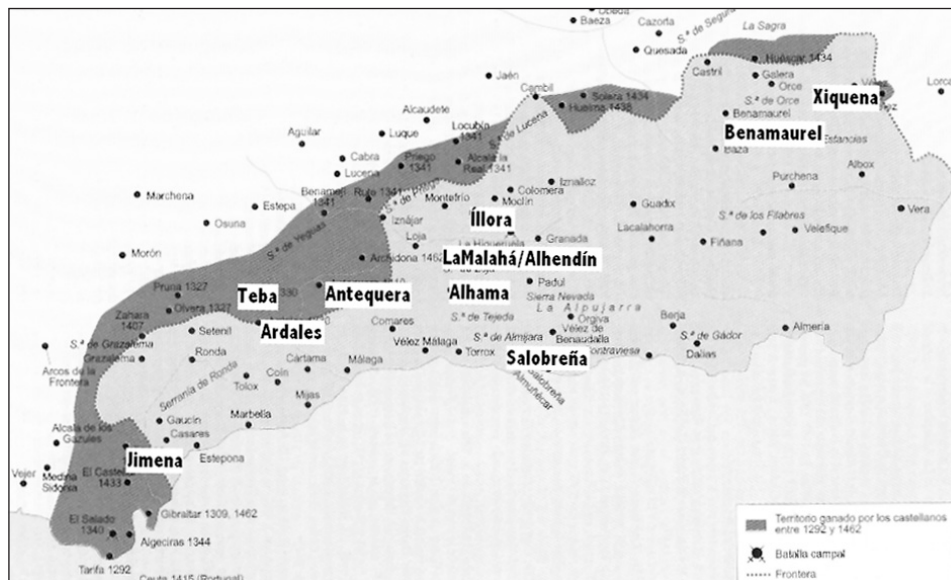 Úbeda
Baeza
Cazorla
Quesada
S.ª de Segura
La Sagra
Huéscar 1434
Castril
Galera
Orce
S.ª de Orce
Vélez
Lorca
Xiquena
Jaén
Cambil
Solera 1434
Huelma 1438
Benamaurel
Benamaurel
Estancias
Baza
Albox
Alcaudete
Locubín
1341
S.ª de Lucena
Aguilar
Luque
Cabra
Lucena
Priego
1341
Alcalá la
Real 1341
Benamejí
1341
Rute 1341
Marchena
Estepa
Osuna
Morón
Iznájar
Montefrío
Moclín
Colomera
Iznalloz
Guadix
Purchena
Vera
Íllora
S.ª de Yeguas
Loja
La Higueruela
Granada
Lacalahorra
Fiñana
S.ª de los Filabres
Velefique
Archidona 1462
LaMalahá/Alhendín
Padul
Pruna 1327
Olvera 1327
Teba
Antequera
Alhama
Sierra Nevada
La Alpujarra
Zahara
1407
Setenil
Ardales
Comares
S.ª de Tejeda
S.ª de Almijara
Órgiva
Vélez de
Benaudalla
Berja
S.ª de Gádor
Dalías
Almería
S.ª de Grazalema
Grazalema
Ronda
Cártama
Málaga
Vélez Málaga
Torrox
Salobreña
Contraviesa
Salobreña
Almuñécar
Arcos de la
Frontera
Serranía de Ronda
Tolox
Coín
Mijas
Marbella
Gaucín
Casares
Estepona
Alcalá de los
Gazules
Jimena
Vejer
Medina
Sidonia
El Castellar
1433
El Salado
1340
Gibraltar 1309, 1462
Algeciras 1344
Tarifa 1292
Ceuta 1415 (Portugal)
Territorio ganado por los castellanos
entre 1292 y 1462
Batalla campal
Frontera